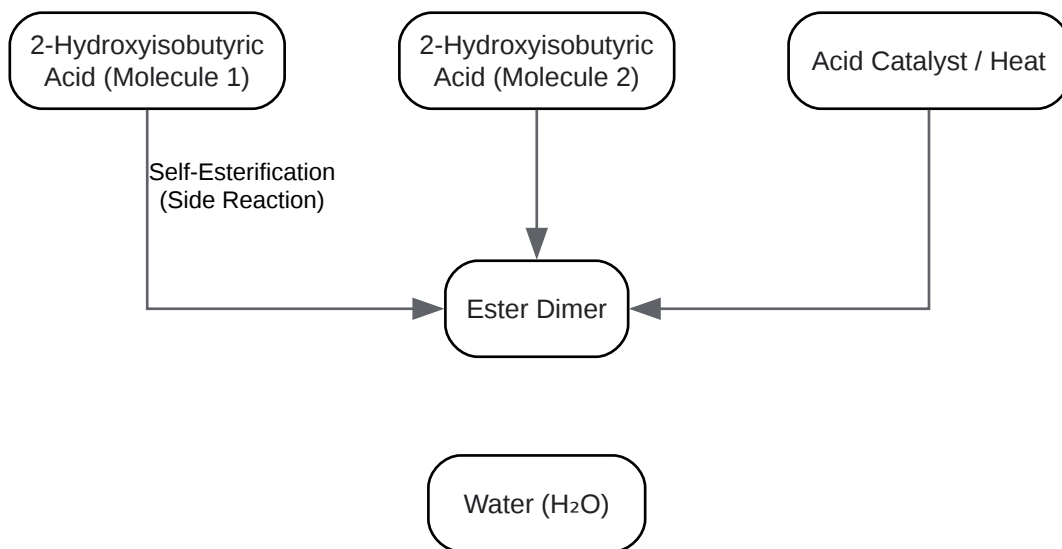 2-Hydroxyisobutyric
Acid (Molecule 1)
2-Hydroxyisobutyric
Acid (Molecule 2)
Acid Catalyst / Heat
Self-Esterification
(Side Reaction)
Ester Dimer
Water (H₂O)